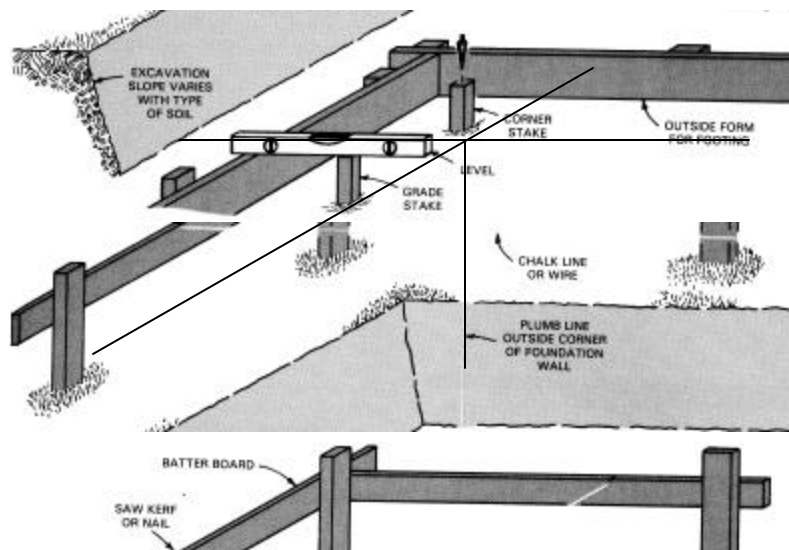 EXCAVATION
SLOPE VARIES
WITH TYPE
OF SOIL
CORNER
STAKE
OUTSIDE FORM
FOR FOOTING
LEVEL
GRADE
STAKE
CHALK LINE
OR WIRE
PLUMB LINE
OUTSIDE CORNER
OF FOUNDATION
WALL
BATTER BOARD
SAW KERF
OR NAIL